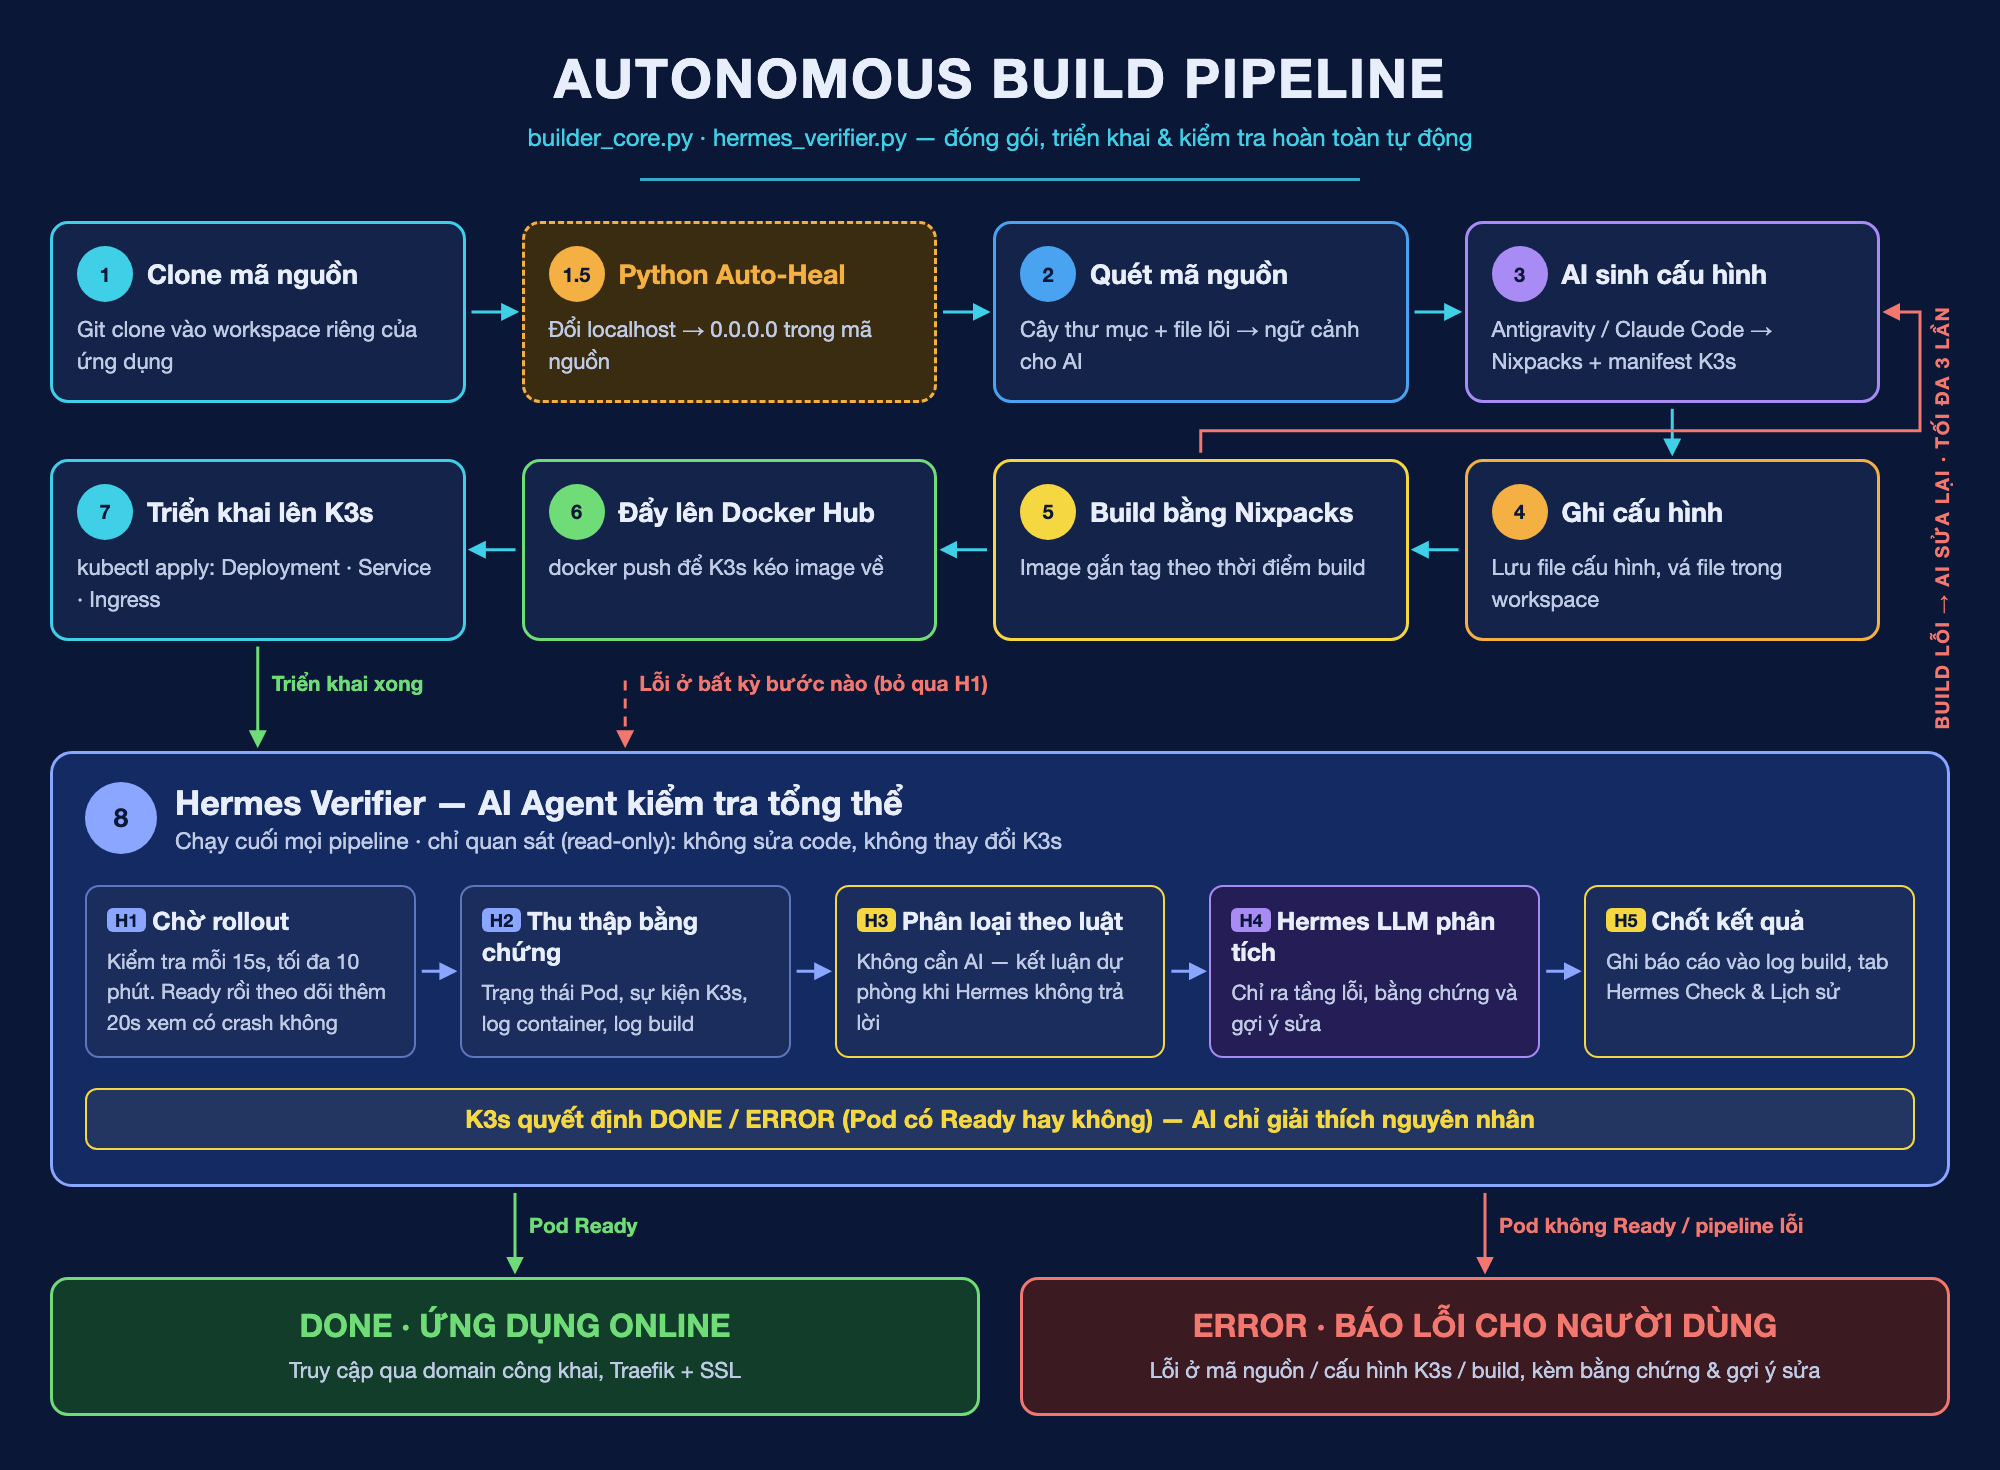 AUTONOMOUS BUILD PIPELINE
builder_core.py · hermes_verifier.py — đóng gói, triển khai & kiểm tra hoàn toàn tự động
1
Clone mã nguồn
Git clone vào workspace riêng của
ứng dụng
1.5
Python Auto-Heal
Đổi localhost → 0.0.0.0 trong mã
nguồn
2
Quét mã nguồn
Cây thư mục + file lõi → ngữ cảnh
cho AI
3
AI sinh cấu hình
Antigravity / Claude Code →
Nixpacks + manifest K3s
BUILD LỖI → AI SỬA LẠI · TỐI ĐA 3 LẦN
7
Triển khai lên K3s
kubectl apply: Deployment · Service
· Ingress
6
Đẩy lên Docker Hub
docker push để K3s kéo image về
5
Build bằng Nixpacks
Image gắn tag theo thời điểm build
4
Ghi cấu hình
Lưu file cấu hình, vá file trong
workspace
Triển khai xong
Lỗi ở bất kỳ bước nào (bỏ qua H1)
8
Hermes Verifier — AI Agent kiểm tra tổng thể
Chạy cuối mọi pipeline · chỉ quan sát (read-only): không sửa code, không thay đổi K3s
H1 Chờ rollout
Kiểm tra mỗi 15s, tối đa 10
phút. Ready rồi theo dõi thêm
20s xem có crash không
H2 Thu thập bằng
chứng
Trạng thái Pod, sự kiện K3s,
log container, log build
H3 Phân loại theo luật
Không cần AI — kết luận dự
phòng khi Hermes không trả
lời
H4 Hermes LLM phân
tích
Chỉ ra tầng lỗi, bằng chứng và
gợi ý sửa
H5 Chốt kết quả
Ghi báo cáo vào log build, tab
Hermes Check & Lịch sử
K3s quyết định DONE / ERROR (Pod có Ready hay không) — AI chỉ giải thích nguyên nhân
Pod Ready
Pod không Ready / pipeline lỗi
DONE · ỨNG DỤNG ONLINE
Truy cập qua domain công khai, Traefik + SSL
ERROR · BÁO LỖI CHO NGƯỜI DÙNG
Lỗi ở mã nguồn / cấu hình K3s / build, kèm bằng chứng & gợi ý sửa